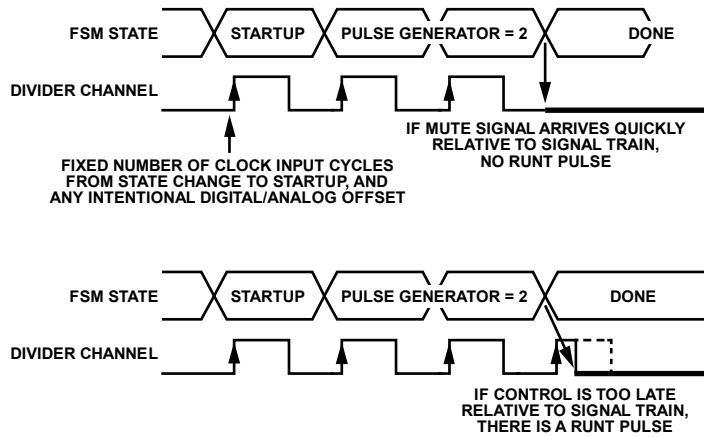 FSM STATE
STARTUP
PULSE GENERATOR = 2
DONE
DIVIDER CHANNEL
IF MUTE SIGNAL ARRIVES QUICKLY
RELATIVE TO SIGNAL TRAIN,
NO RUNT PULSE
FIXED NUMBER OF CLOCK INPUT CYCLES
FROM STATE CHANGE TO STARTUP, AND
ANY INTENTIONAL DIGITAL/ANALOG OFFSET
FSM STATE
STARTUP
PULSE GENERATOR = 2
DONE
DIVIDER CHANNEL
IF CONTROL IS TOO LATE
RELATIVE TO SIGNAL TRAIN,
THERE IS A RUNT PULSE